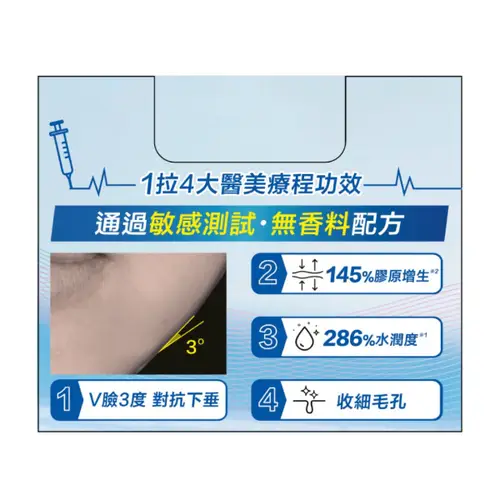 1拉4大醫美療程功效
通過敏感測試·無香料配方
3°
1 V臉3度 對抗下垂
2 145%膠原增生※2
3 286%水潤度※1
4 收細毛孔